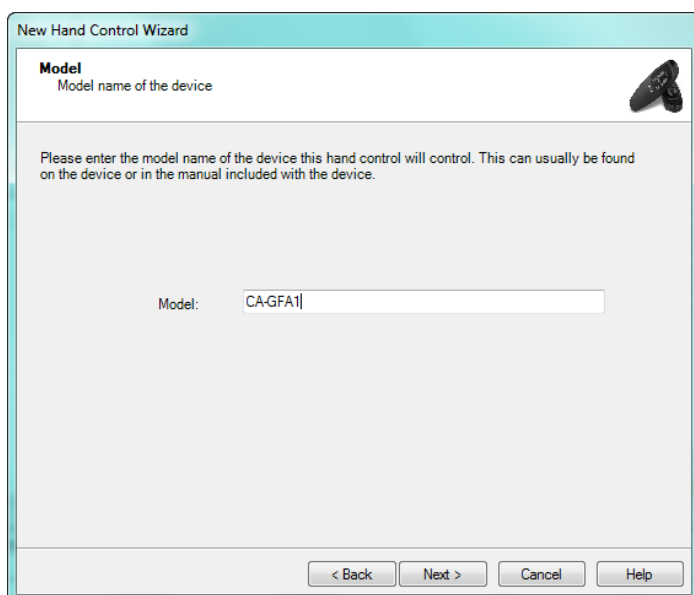 New Hand Control Wizard
Model
Model name of the device
Please enter the model name of the device this hand control will control. This can usually be found
on the device or in the manual included with the device.
Model: CA-GFA1
< Back Next > Cancel Help